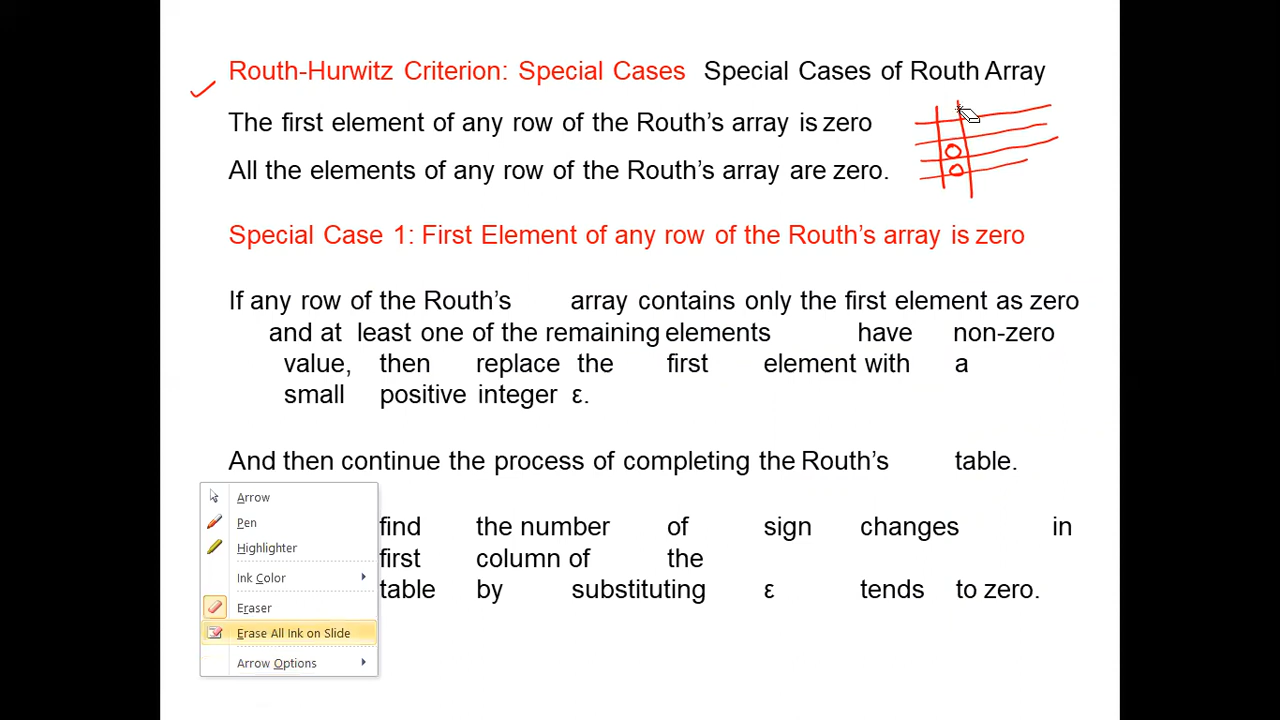 Routh-Hurwitz Criterion: Special Cases Special Cases of Routh Array
The first element of any row of the Routh’s array is zero
All the elements of any row of the Routh’s array are zero.
Special Case 1: First Element of any row of the Routh’s array is zero
If any row of the Routh’s array contains only the first element as zero
and at least one of the remaining elements have non-zero
value, then replace the first element with a
small positive integer ε.
And then continue the process of completing the Routh’s table.
find the number of sign changes in
first column of the
table by substituting ε tends to zero.
Arrow
Pen
Highlighter
Ink Color
Eraser
Erase All Ink on Slide
Arrow Options